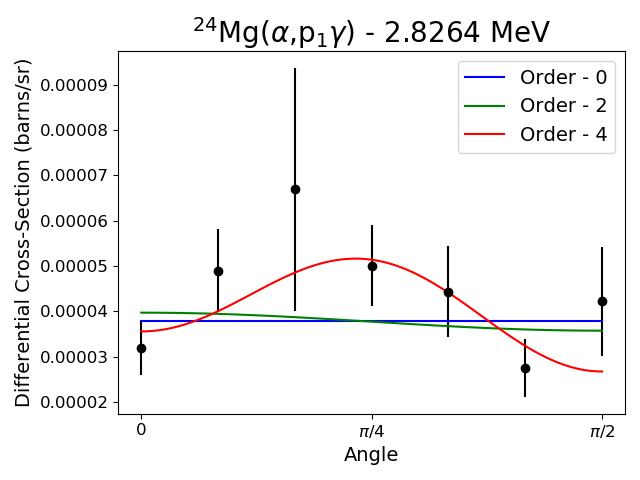 ²⁴Mg(α,p₁γ) - 2.8264 MeV
Order - 0
Order - 2
Order - 4
Differential Cross-Section (barns/sr)
0.00009
0.00008
0.00007
0.00006
0.00005
0.00004
0.00003
0.00002
0 π/4 π/2
Angle